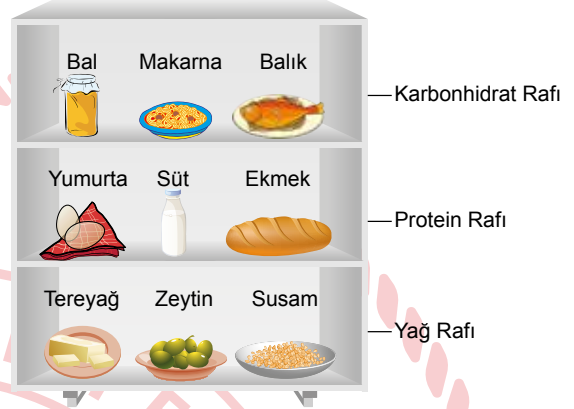 Bal Makarna Balık
Karbonhidrat Rafı
Yumurta Süt Ekmek
Protein Rafı
Tereyağ Zeytin Susam
Yağ Rafı